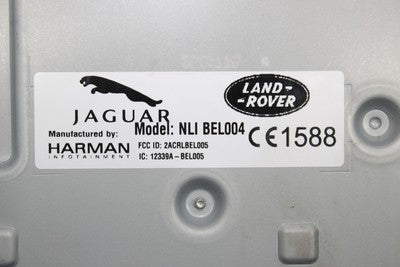 JAGUAR
LAND-
-ROVER
Manufactured by:
HARMAN
INFOTAINMENT
Model: NLI BEL004
FCC ID: 2ACRLBEL005
IC: 12339A-BEL005
CE1588